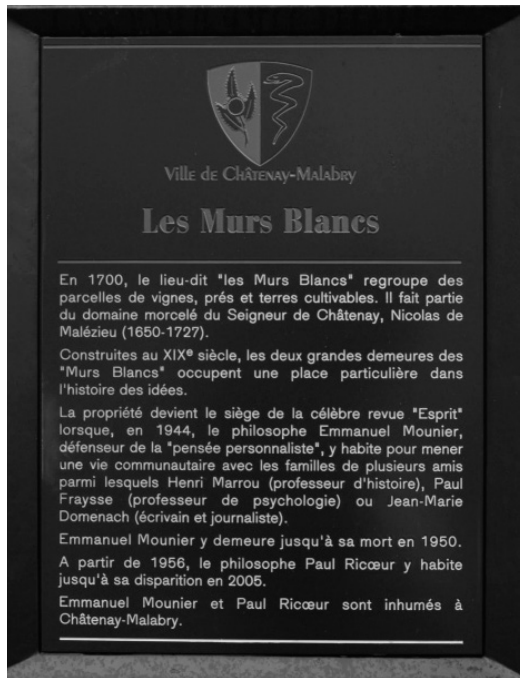 Ville de Châtenay-Malabry
Les Murs Blancs
En 1700, le lieu-dit "les Murs Blancs" regroupe des
parcelles de vignes, prés et terres cultivables. Il fait partie
du domaine morcelé du Seigneur de Châtenay, Nicolas de
Malézieu (1650-1727).
Construites au XIXe siècle, les deux grandes demeures des
"Murs Blancs" occupent une place particulière dans
l'histoire des idées.
La propriété devient le siège de la célèbre revue "Esprit"
lorsque, en 1944, le philosophe Emmanuel Mounier,
défenseur de la "pensée personnaliste", y habite pour mener
une vie communautaire avec les familles de plusieurs amis
parmi lesquels Henri Marrou (professeur d'histoire), Paul
Fraysse (professeur de psychologie) ou Jean-Marie
Domenach (écrivain et journaliste).
Emmanuel Mounier y demeure jusqu'à sa mort en 1950.
A partir de 1956, le philosophe Paul Ricœur y habite
jusqu'à sa disparition en 2005.
Emmanuel Mounier et Paul Ricœur sont inhumés à
Châtenay-Malabry.